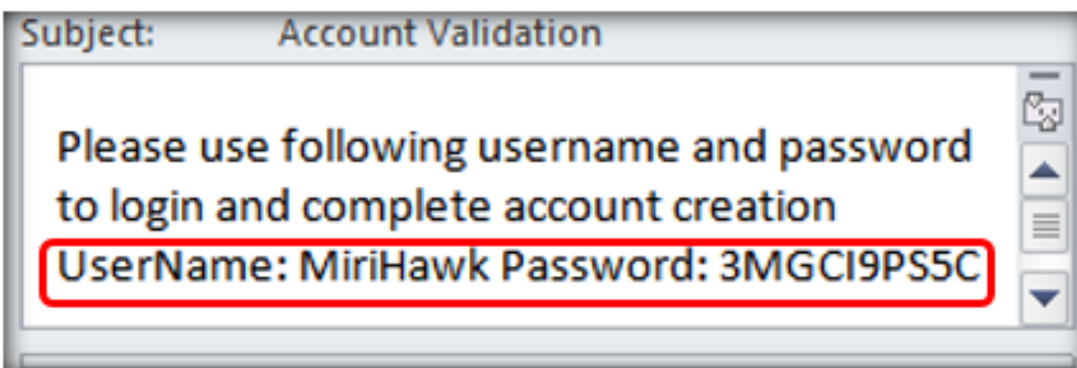 Subject: Account Validation
Please use following username and password
to login and complete account creation
UserName: MiriHawk Password: 3MGCI9PS5C